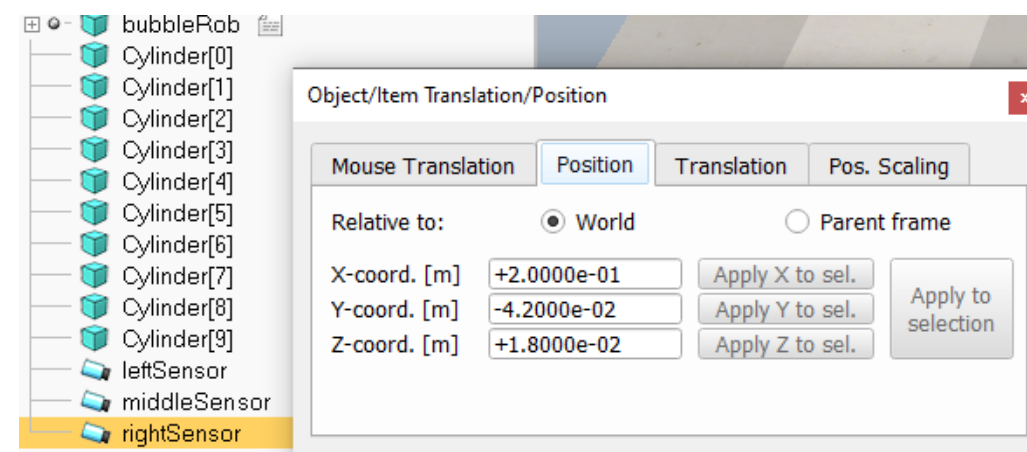 bubbleRob
Cylinder[0]
Cylinder[1]
Cylinder[2]
Cylinder[3]
Cylinder[4]
Cylinder[5]
Cylinder[6]
Cylinder[7]
Cylinder[8]
Cylinder[9]
leftSensor
middleSensor
rightSensor
Object/Item Translation/Position
x
Mouse Translation Position Translation Pos. Scaling
Relative to: World Parent frame
X-coord. [m] +2.0000e-01 Apply X to sel.
Y-coord. [m] -4.2000e-02 Apply Y to sel.
Z-coord. [m] +1.8000e-02 Apply Z to sel.
Apply to
selection